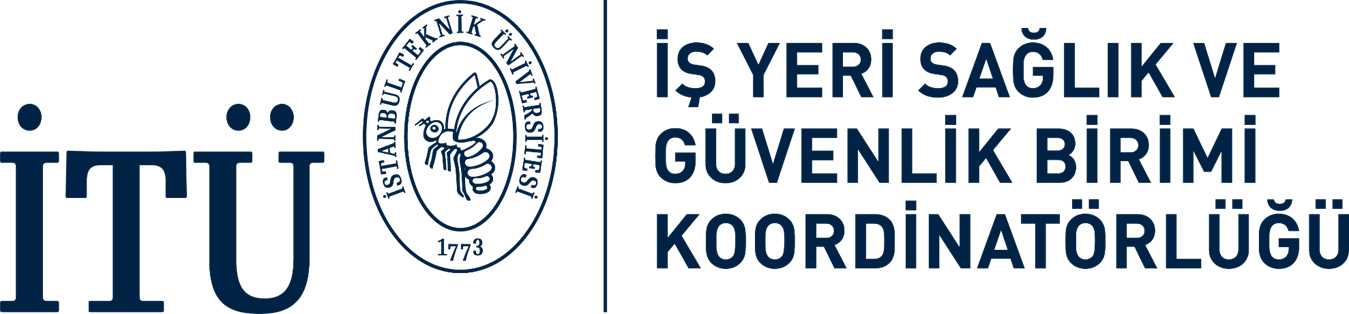 İTÜ
İSTANBUL TEKNİK ÜNİVERSİTESİ
1773
İŞ YERİ SAĞLIK VE
GÜVENLİK BİRİMİ
KOORDİNATÖRLÜĞÜ